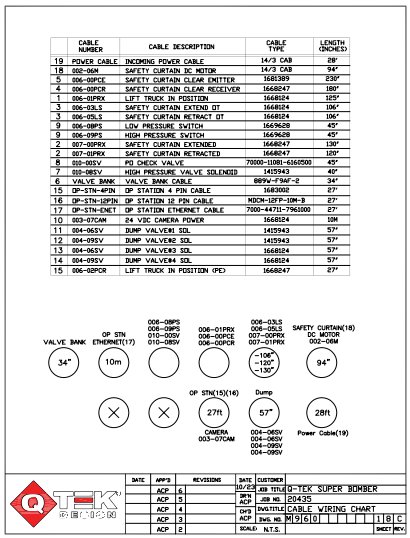 CABLE NUMBER CABLE DESCRIPTION CABLE TYPE LENGTH (INCHES)
19 POWER CABLE INCOMING POWER CABLE 14/3 CAB 28'
18 002-06M SAFETY CURTAIN DC MOTOR 14/3 CAB 94"
5 006-00PCE SAFETY CURTAIN CLEAR EMITTER 1681389 230"
4 006-00PCR SAFETY CURTAIN CLEAR RECEIVER 1668247 180"
1 006-01PRX LIFT TRUCK IN POSITION 1668124 125"
3 006-03LS SAFETY CURTAIN EXTEND OT 1668124 106"
3 006-05LS SAFETY CURTAIN RETRACT OT 1668124 106"
9 006-08PS LOW PRESSURE SWITCH 1669628 45"
9 006-09PS HIGH PRESSURE SWITCH 1669628 45"
2 007-00PRX SAFETY CURTAIN EXTENDED 1668247 130"
2 007-01PRX SAFETY CURTAIN RETRACTED 1668247 120"
8 010-00SV PO CHECK VALVE 70000-11081-6160500 45"
7 010-08SV HIGH PRESSURE VALVE SOLENOID 1415943 40"
6 VALVE BANK VALVE BANK CABLE 889W-F9AF-2 34"
15 OP-STN-4PIN OP STATION 4 PIN CABLE 1683002 27'
16 OP-STN-12PIN OP STATION 12 PIN CABLE MDCM-12FP-10M-B 27'
17 OP-STN-ENET OP STATION ETHERNET CABLE 7000-44711-7961000 27'
10 003-07CAM 24 VDC CAMERA POWER 1668124 10M
11 004-06SV DUMP VALVE#1 SOL 1415943 57"
12 004-09SV DUMP VALVE#2 SOL 1415943 57"
13 004-09SV DUMP VALVE#3 SOL 1415943 57"
14 004-06SV DUMP VALVE#4 SOL 1668124 57"
15 006-02PCR LIFT TRUCK IN POSITION (PE) 1668247 27'
VALVE BANK
34"
OP STN
ETHERNET(17)
10m
006-08PS
006-09PS
010-00SV
010-08SV
006-01PRX
006-00PCE
006-00PCR
006-03LS
006-05LS
007-00PRX
007-01PRX
-106"
-120"
-130"
SAFETY CURTAIN(18)
DC MOTOR
002-06M
94"
OP STN(15)(16)
27ft
CAMERA
003-07CAM
Dump
57"
004-06SV
004-09SV
004-09SV
004-06SV
28ft
Power Cable(19)
Q-TEK
DESIGN
DATE APP'D REVISIONS
ACP 6
ACP 5
ACP 4
ACP 3
ACP 2
DATE CUSTOMER
10/22 JOB TITLE Q-TEK SUPER BOMBER
DR'N ACP JOB NO. 20435
CH'D ACP DWG.TITLE CABLE WIRING CHART
DWG. NO. M960 18 C
SCALE: N.T.S. SHEET REV.